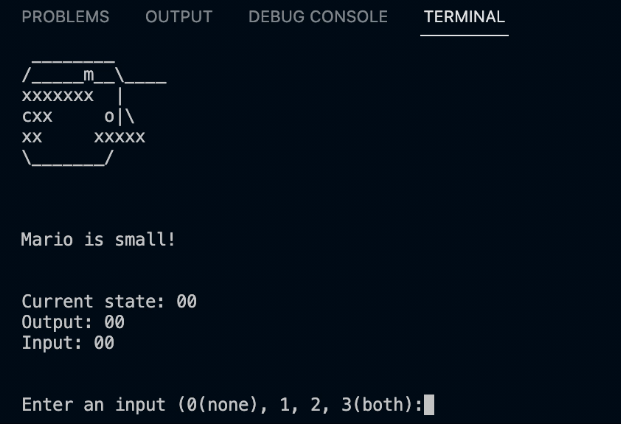 PROBLEMS OUTPUT DEBUG CONSOLE TERMINAL
 ________
/_____m__\____
xxxxxxx  |
cxx     o|\
xx     xxxxx
\_______/
Mario is small!
Current state: 00
Output: 00
Input: 00
Enter an input (0(none), 1, 2, 3(both):